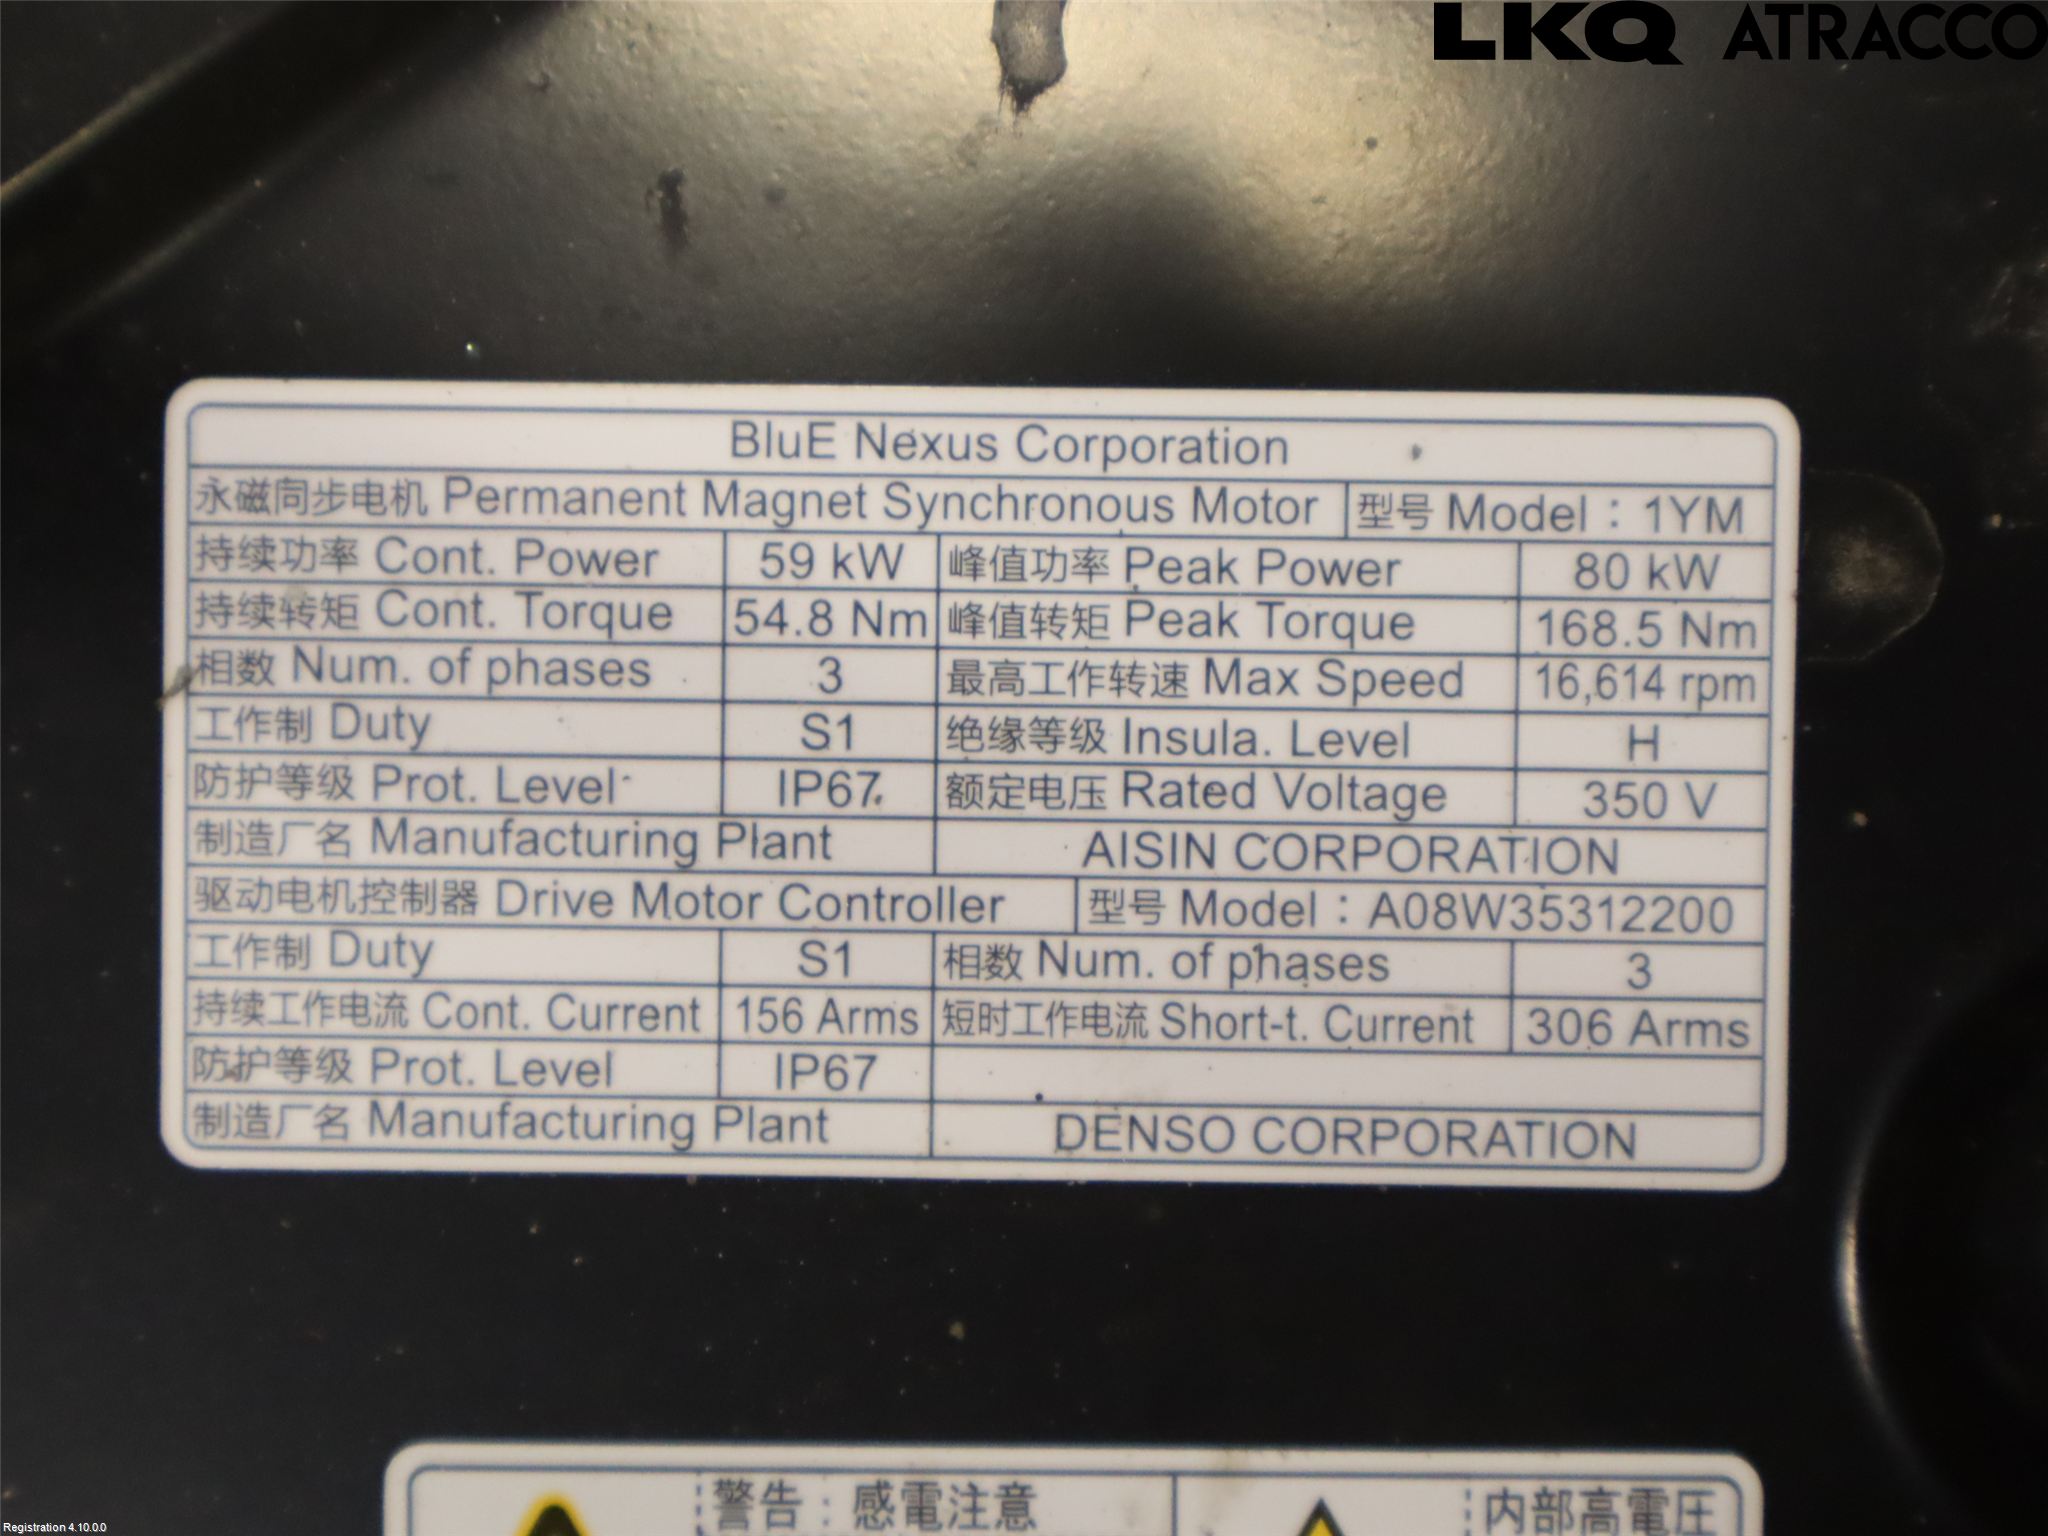 LKQ ATRACCO
BluE Nexus Corporation
永磁同步电机 Permanent Magnet Synchronous Motor 型号 Model : 1YM
持续功率 Cont. Power 59 kW 峰值功率 Peak Power 80 kW
持续转矩 Cont. Torque 54.8 Nm 峰值转矩 Peak Torque 168.5 Nm
相数 Num. of phases 3 最高工作转速 Max Speed 16,614 rpm
工作制 Duty S1 绝缘等级 Insula. Level H
防护等级 Prot. Level IP67 额定电压 Rated Voltage 350 V
制造厂名 Manufacturing Plant AISIN CORPORATION
驱动电机控制器 Drive Motor Controller 型号 Model : A08W35312200
工作制 Duty S1 相数 Num. of phases 3
持续工作电流 Cont. Current 156 Arms 短时工作电流 Short-t. Current 306 Arms
防护等级 Prot. Level IP67
制造厂名 Manufacturing Plant DENSO CORPORATION
警告 : 感電注意 内部高電圧
Registration 4.10.0.0